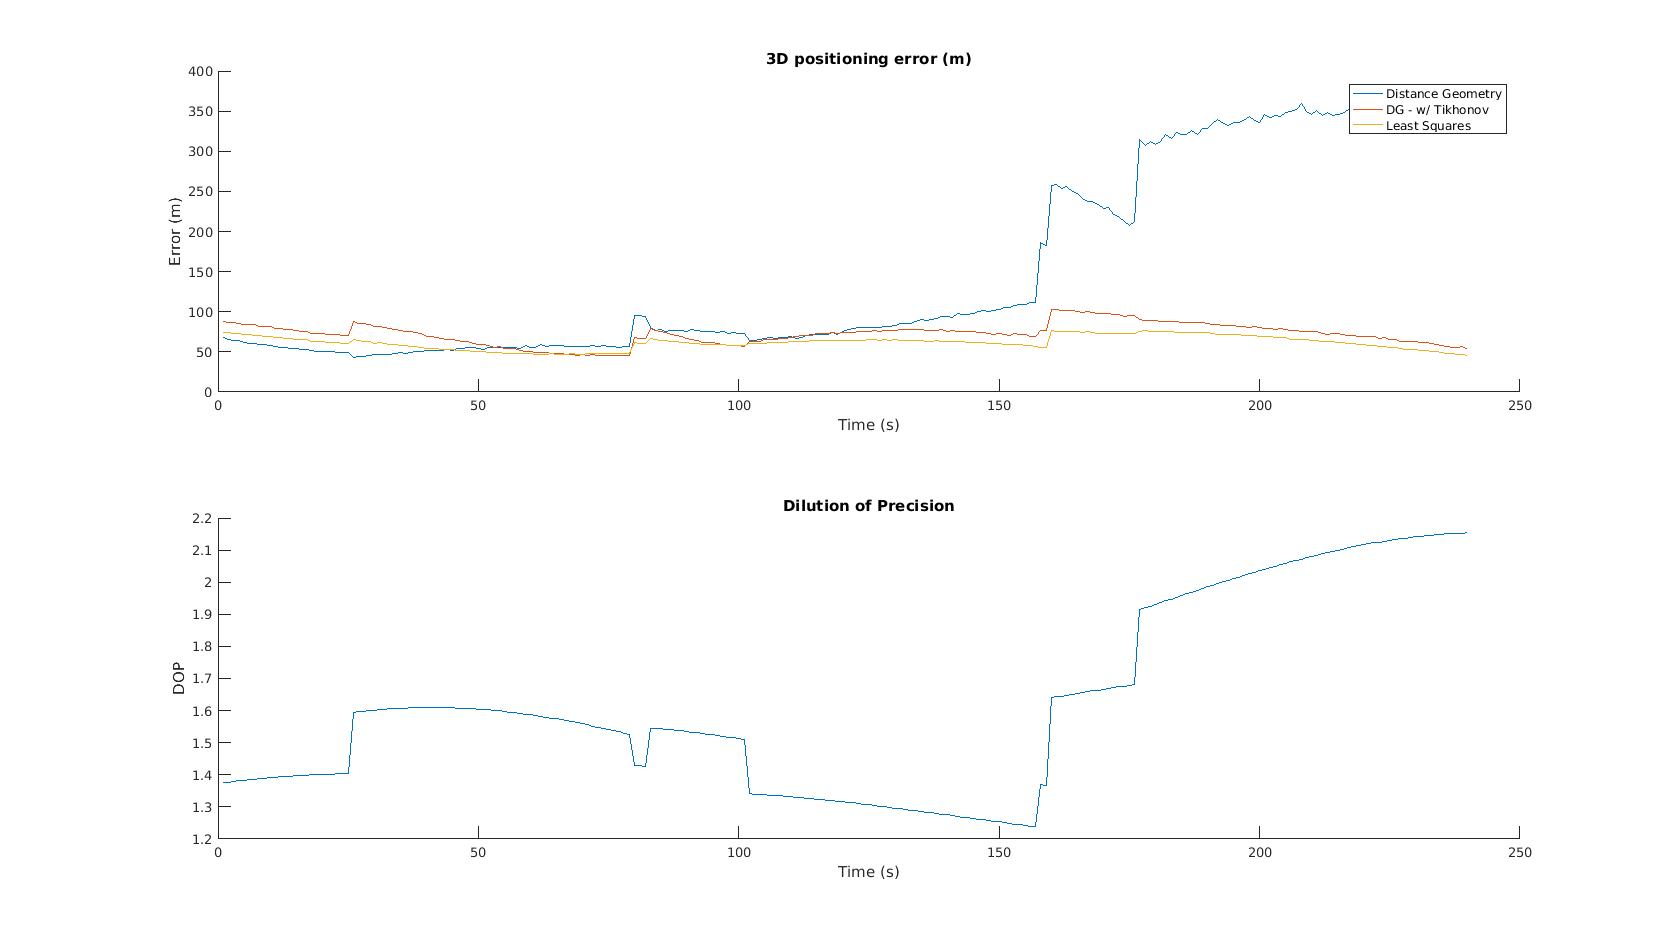 3D positioning error (m)
400
350
300
250
200
150
100
50
0
Error (m)
Distance Geometry
DG - w/ Tikhonov
Least Squares
0 50 100 150 200 250
Time (s)
Dilution of Precision
2.2
2.1
2
1.9
1.8
1.7
1.6
1.5
1.4
1.3
1.2
DOP
0 50 100 150 200 250
Time (s)